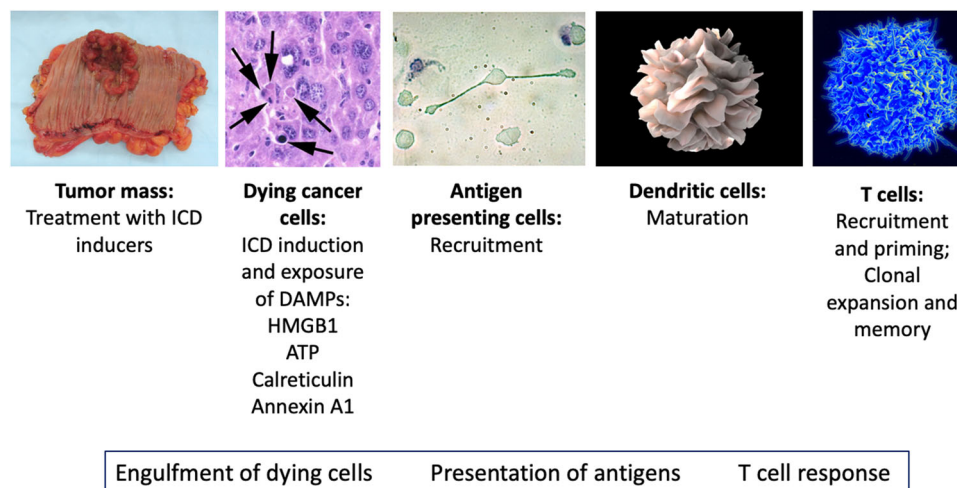 Tumor mass:
Treatment with ICD
inducers
Dying cancer
cells:
ICD induction
and exposure
of DAMPs:
HMGB1
ATP
Calreticulin
Annexin A1
Antigen
presenting cells:
Recruitment
Dendritic cells:
Maturation
T cells:
Recruitment
and priming;
Clonal
expansion and
memory
Engulfment of dying cells Presentation of antigens T cell response